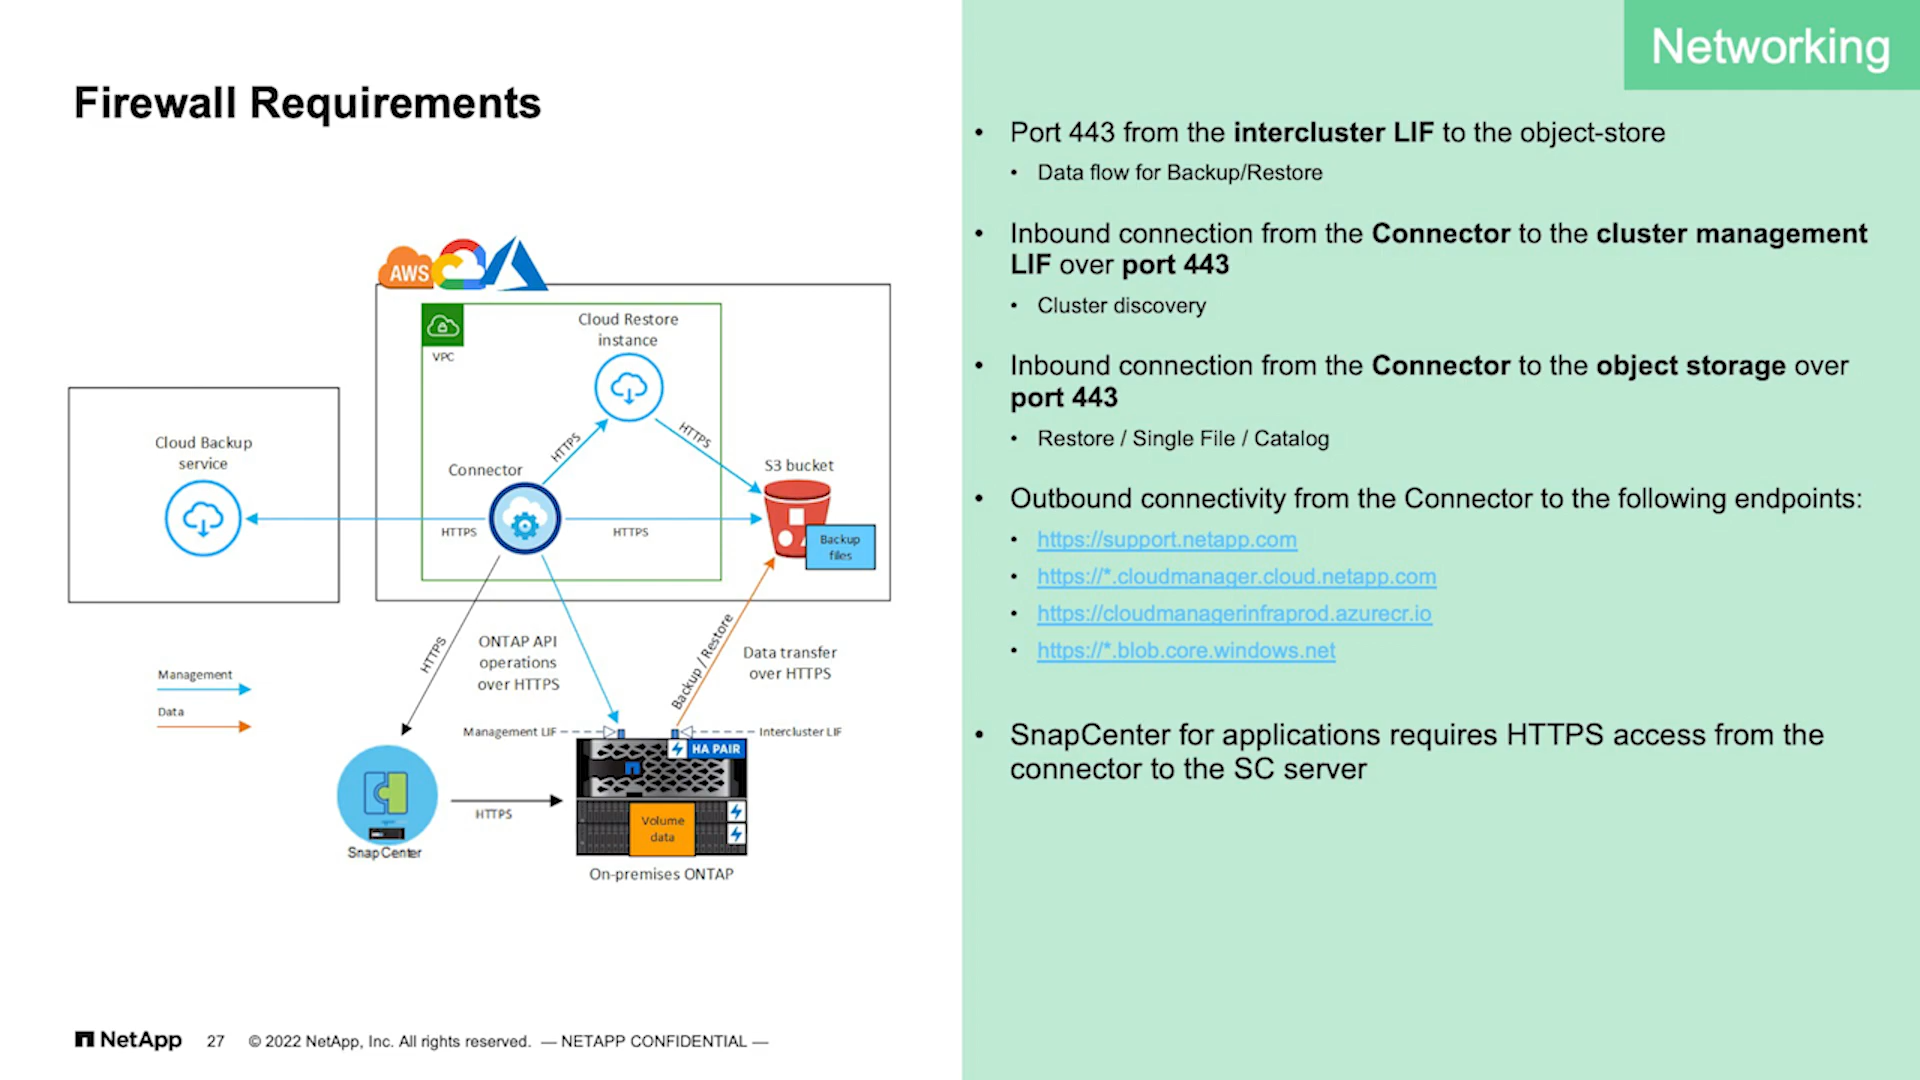 Networking
Firewall Requirements
AWS
VPC
Cloud Restore
instance
Cloud Backup
service
Connector
HTTPS
HTTPS
S3 bucket
HTTPS
HTTPS
Backup
files
HTTPS
ONTAP API
operations
over HTTPS
Backup / Restore
Data transfer
over HTTPS
Management
Data
Management LIF
Intercluster LIF
HA PAIR
HTTPS
Volume
data
SnapCenter
On-premises ONTAP
• Port 443 from the intercluster LIF to the object-store
• Data flow for Backup/Restore
• Inbound connection from the Connector to the cluster management
LIF over port 443
• Cluster discovery
• Inbound connection from the Connector to the object storage over
port 443
• Restore / Single File / Catalog
• Outbound connectivity from the Connector to the following endpoints:
• https://support.netapp.com
• https://*.cloudmanager.cloud.netapp.com
• https://cloudmanagerinfraprod.azurecr.io
• https://*.blob.core.windows.net
• SnapCenter for applications requires HTTPS access from the
connector to the SC server
NetApp 27 © 2022 NetApp, Inc. All rights reserved. — NETAPP CONFIDENTIAL —